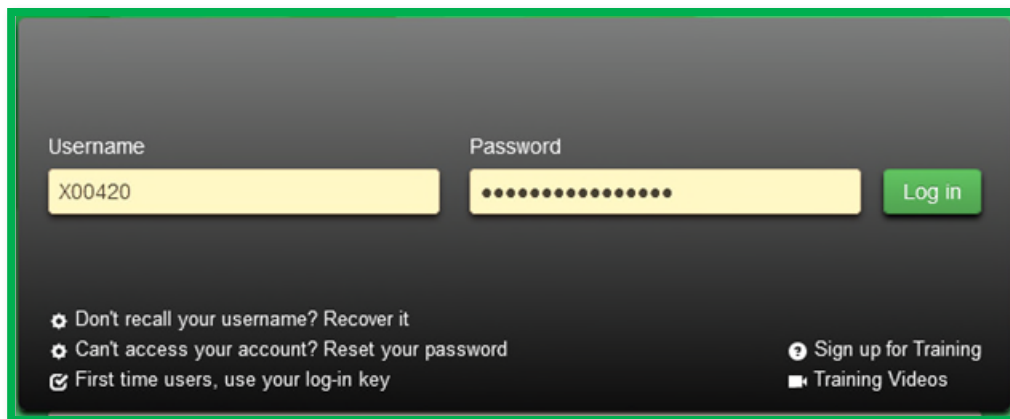 Username
Password
X00420
••••••••••••••••
Log in
Don't recall your username? Recover it
Can't access your account? Reset your password
Sign up for Training
First time users, use your log-in key
Training Videos